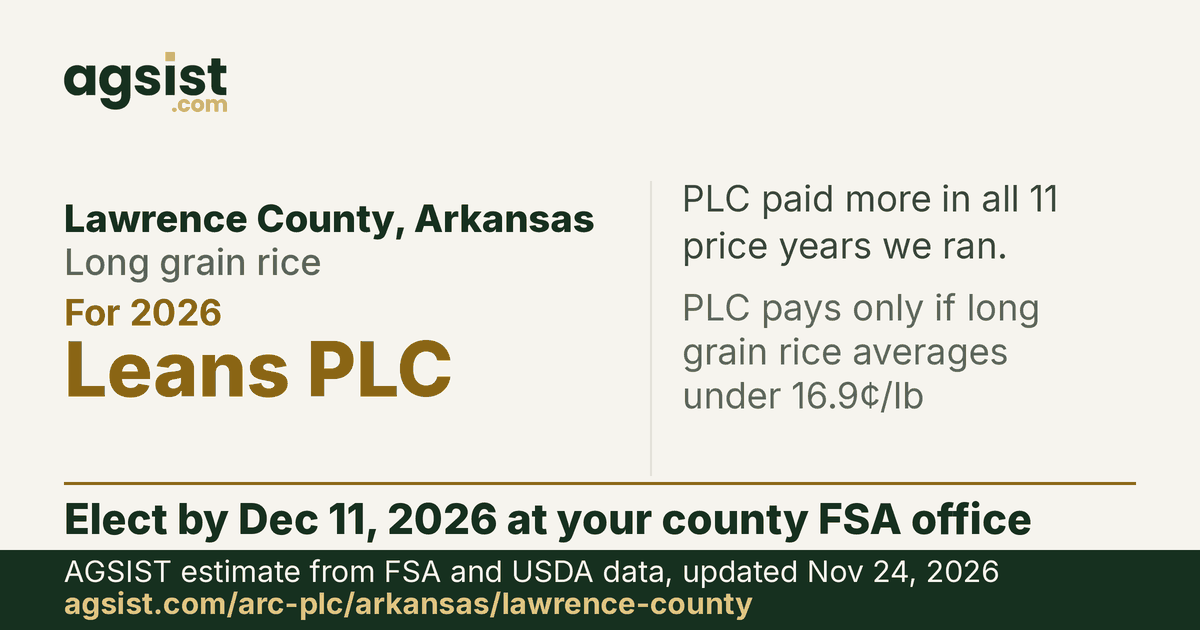 agsist
.com
Lawrence County, Arkansas
Long grain rice
For 2026
Leans PLC
PLC paid more in all 11
price years we ran.
PLC pays only if long
grain rice averages
under 16.9¢/lb
Elect by Dec 11, 2026 at your county FSA office
AGSIST estimate from FSA and USDA data, updated Nov 24, 2026
agsist.com/arc-plc/arkansas/lawrence-county